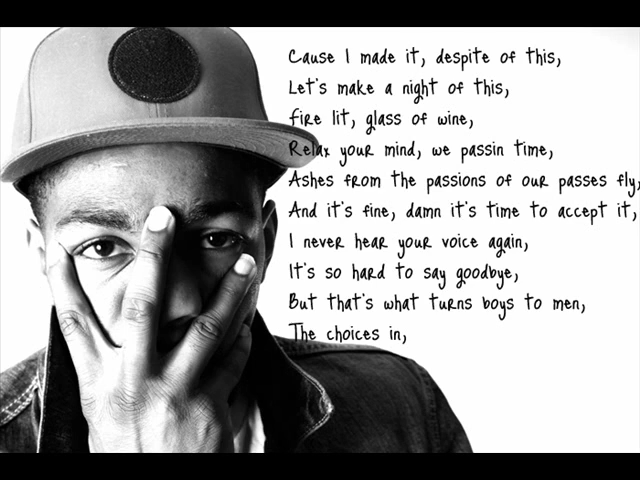 Cause I made it, despite of this,
Let's make a night of this,
Fire lit, glass of wine,
Relax your mind, we passin time,
Ashes from the passions of our passes fly,
And it's fine, damn it's time to accept it,
I never hear your voice again,
It's so hard to say goodbye,
But that's what turns boys to men,
The choices in,